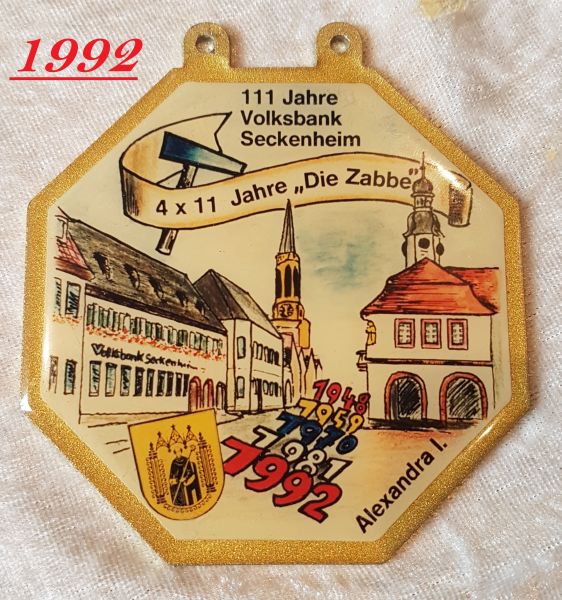 1992
111 Jahre
Volksbank
Seckenheim
4 x 11 Jahre „Die Zabbe"
Volksbank Seckenheim
1948
1959
1970
1981
1992
Alexandra I.